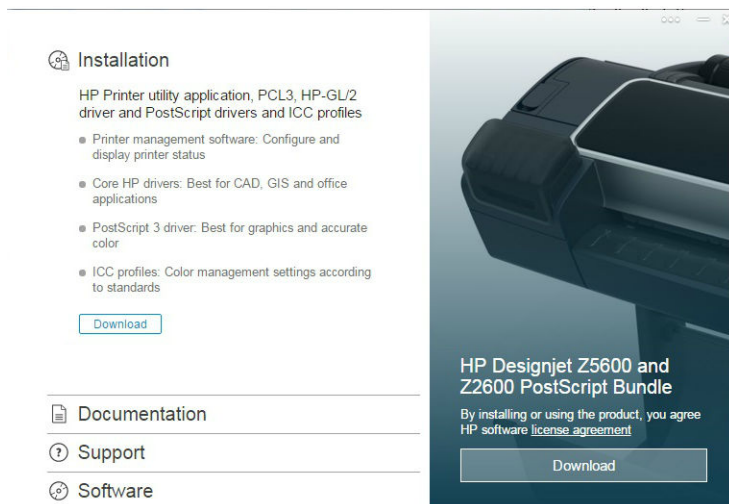 Installation
HP Printer utility application, PCL3, HP-GL/2
driver and PostScript drivers and ICC profiles
Printer management software: Configure and
display printer status
Core HP drivers: Best for CAD, GIS and office
applications
PostScript 3 driver: Best for graphics and accurate
color
ICC profiles: Color management settings according
to standards
Download
Documentation
Support
Software
HP Designjet Z5600 and
Z2600 PostScript Bundle
By installing or using the product, you agree
HP software license agreement
Download